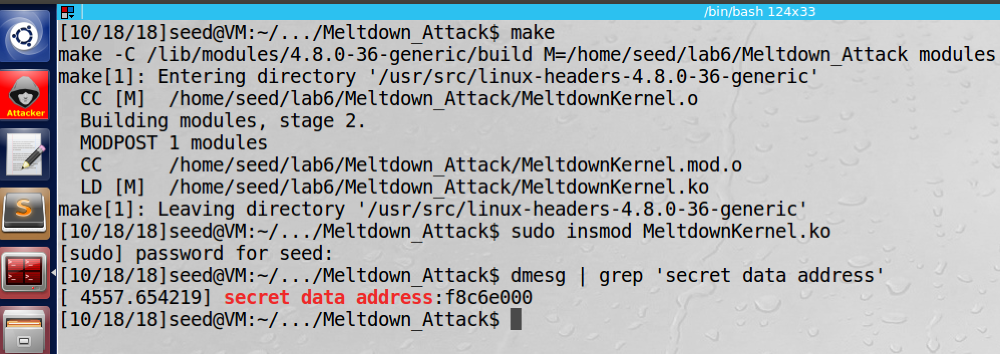 /bin/bash 124x33
[10/18/18]seed@VM:~/.../Meltdown_Attack$ make
make -C /lib/modules/4.8.0-36-generic/build M=/home/seed/lab6/Meltdown_Attack modules
make[1]: Entering directory '/usr/src/linux-headers-4.8.0-36-generic'
  CC [M]  /home/seed/lab6/Meltdown_Attack/MeltdownKernel.o
  Building modules, stage 2.
  MODPOST 1 modules
  CC      /home/seed/lab6/Meltdown_Attack/MeltdownKernel.mod.o
  LD [M]  /home/seed/lab6/Meltdown_Attack/MeltdownKernel.ko
make[1]: Leaving directory '/usr/src/linux-headers-4.8.0-36-generic'
[10/18/18]seed@VM:~/.../Meltdown_Attack$ sudo insmod MeltdownKernel.ko
[sudo] password for seed:
[10/18/18]seed@VM:~/.../Meltdown_Attack$ dmesg | grep 'secret data address'
[ 4557.654219] secret data address:f8c6e000
[10/18/18]seed@VM:~/.../Meltdown_Attack$
Attacker
S